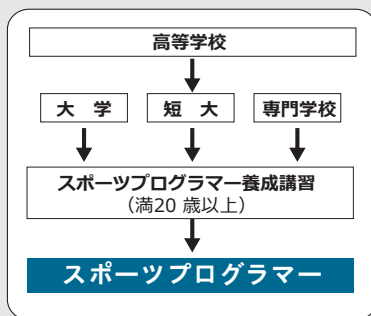 高等学校
大 学 短 大 専門学校
スポーツプログラマー養成講習
(満20 歳以上)
スポーツプログラマー